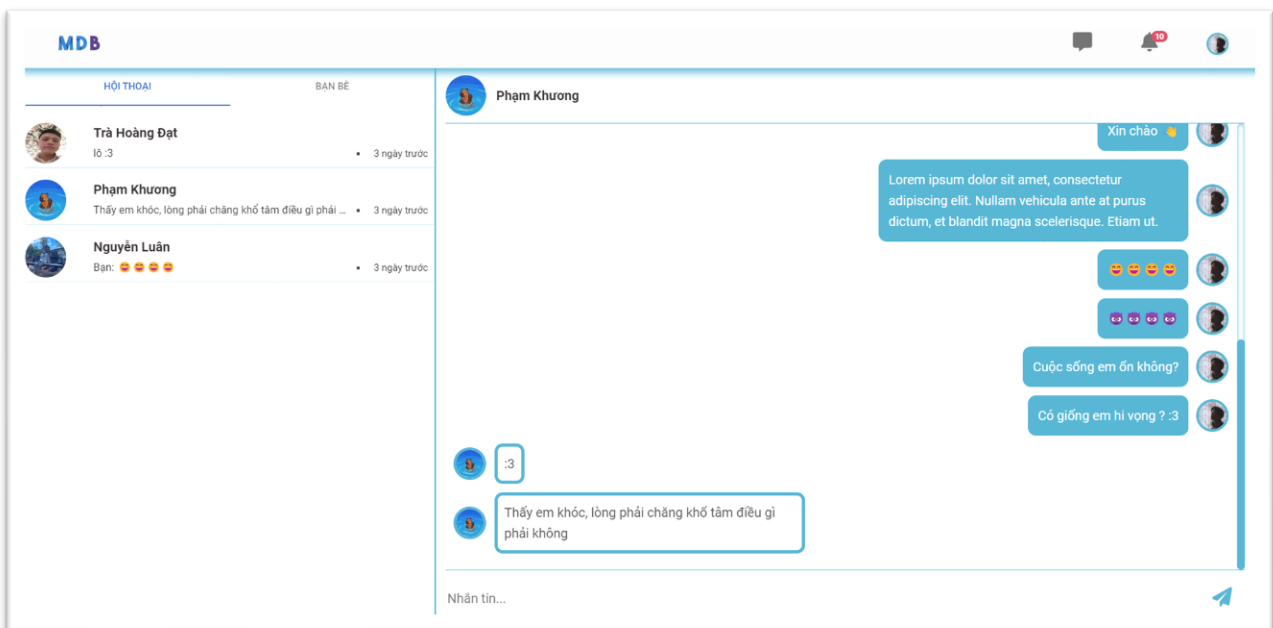 MDB
10
HỘI THOẠI
BẠN BÈ
Trà Hoàng Đạt
lô :3
3 ngày trước
Phạm Khương
Thấy em khóc, lòng phải chăng khổ tâm điều gì phải ...
3 ngày trước
Nguyễn Luân
Bạn: 😄 😄 😄 😄
3 ngày trước
Phạm Khương
Xin chào 👋
Lorem ipsum dolor sit amet, consectetur
adipiscing elit. Nullam vehicula ante at purus
dictum, et blandit magna scelerisque. Etiam ut.
😄 😄 😄 😄
👿 👿 👿 👿
Cuộc sống em ổn không?
Có giống em hi vọng ? :3
:3
Thấy em khóc, lòng phải chăng khổ tâm điều gì
phải không
Nhắn tin...